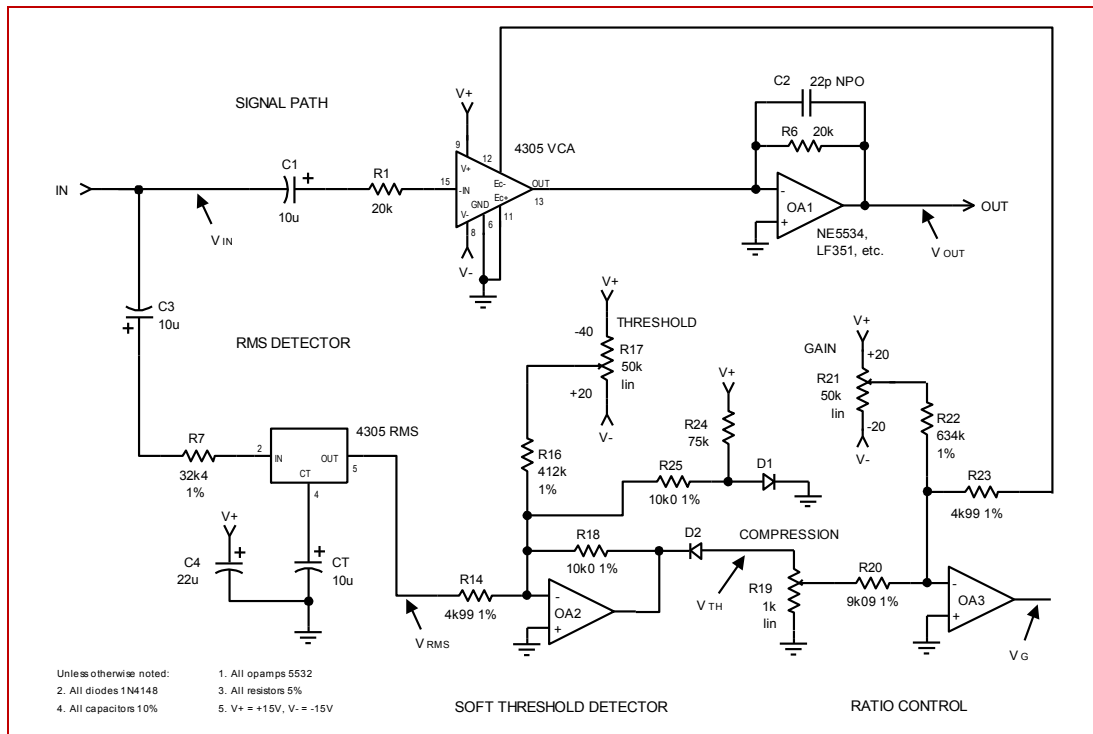 SIGNAL PATH
IN
V IN
C1
+
10u
R1
20k
V+
9
12
4305 VCA
V+
15
-IN
Ec-
OUT
GND
Ec+
13
V-
6
11
8
V-
C2
22p NPO
R6
20k
-
OA1
+
NE5534,
LF351, etc.
OUT
V OUT
C3
+
10u
RMS DETECTOR
R7
32k4
1%
4305 RMS
2
IN
OUT
5
CT
4
V+
+
C4
22u
+
CT
10u
V RMS
R14
4k99 1%
V+
THRESHOLD
-40
R17
50k
lin
+20
V-
R16
412k
1%
V+
R24
75k
R25
10k0 1%
D1
R18
10k0 1%
-
OA2
+
D2
COMPRESSION
V TH
R19
1k
lin
R20
9k09 1%
V+
GAIN
+20
R21
50k
lin
-20
V-
R22
634k
1%
R23
4k99 1%
-
OA3
+
V G
Unless otherwise noted:
1. All opamps 5532
2. All diodes 1N4148
3. All resistors 5%
4. All capacitors 10%
5. V+ = +15V, V- = -15V
SOFT THRESHOLD DETECTOR
RATIO CONTROL